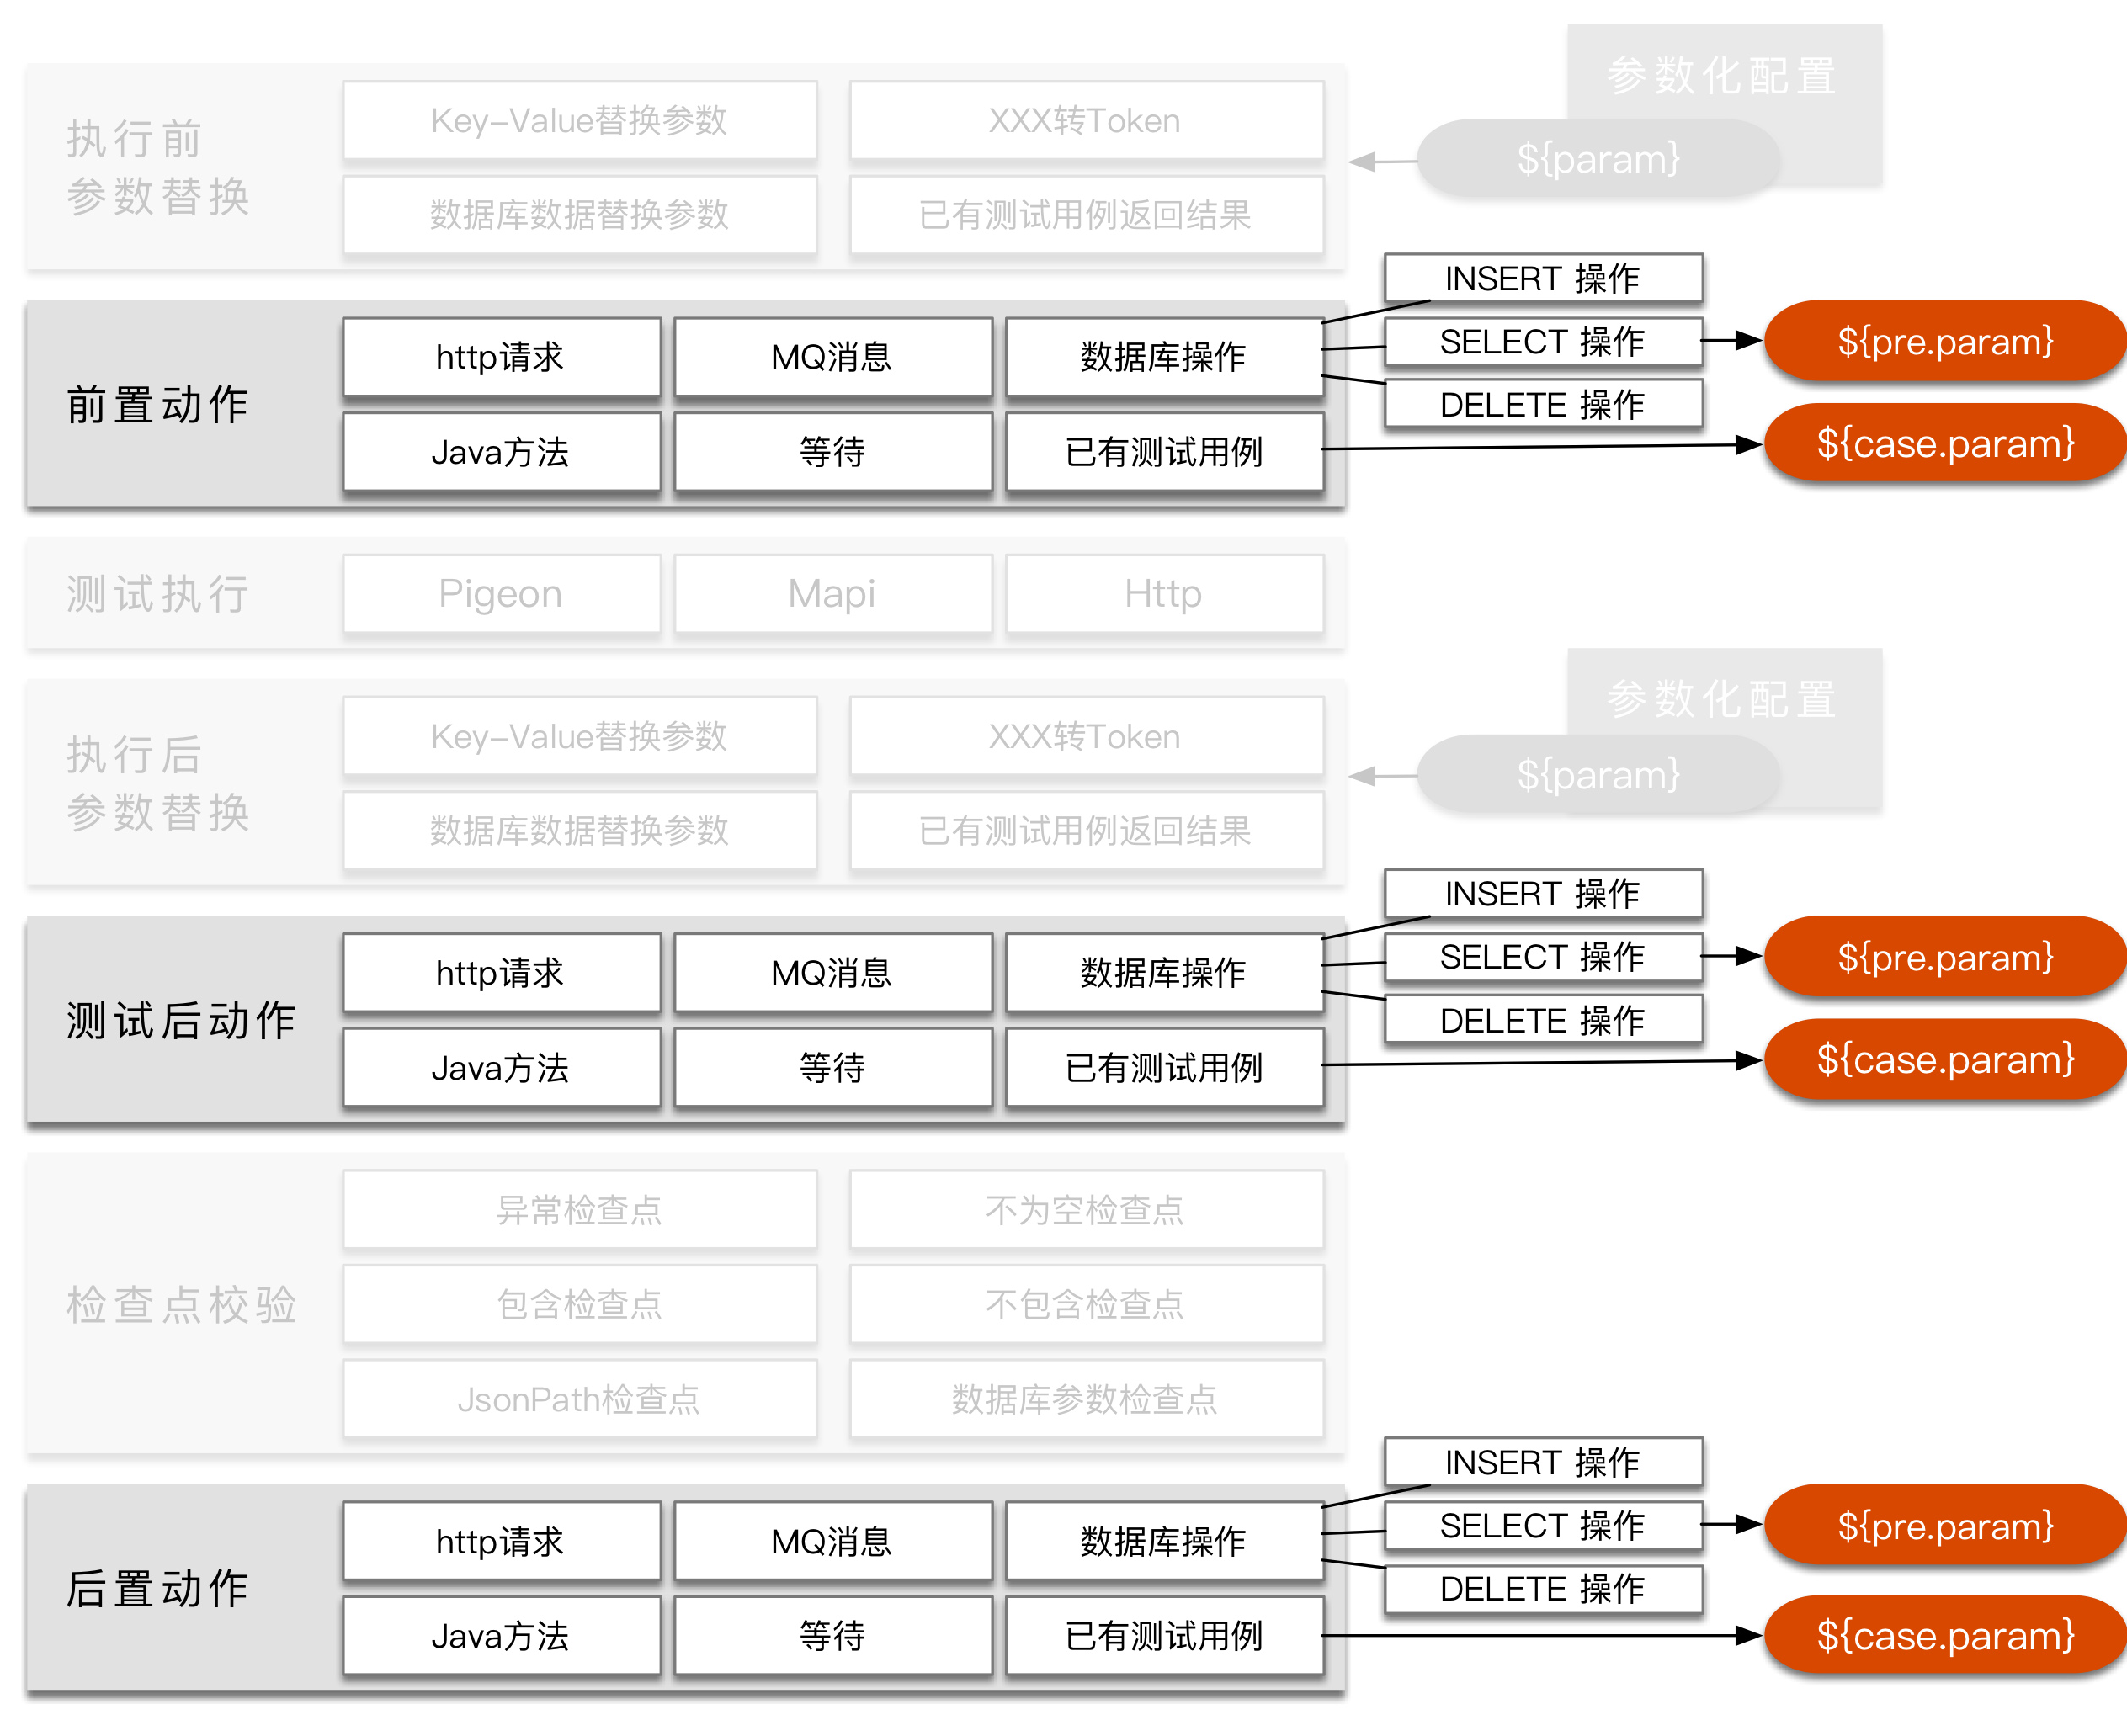 参数化配置
执行前
参数替换
Key-Value替换参数
XXX转Token
${param}
数据库数据替换参数
已有测试用例返回结果
前置动作
http请求
MQ消息
数据库操作
INSERT 操作
SELECT 操作
DELETE 操作
${pre.param}
Java方法
等待
已有测试用例
${case.param}
测试执行
Pigeon
Mapi
Http
参数化配置
执行后
参数替换
Key-Value替换参数
XXX转Token
${param}
数据库数据替换参数
已有测试用例返回结果
测试后动作
http请求
MQ消息
数据库操作
INSERT 操作
SELECT 操作
DELETE 操作
${pre.param}
Java方法
等待
已有测试用例
${case.param}
检查点校验
异常检查点
不为空检查点
包含检查点
不包含检查点
JsonPath检查点
数据库参数检查点
后置动作
http请求
MQ消息
数据库操作
INSERT 操作
SELECT 操作
DELETE 操作
${pre.param}
Java方法
等待
已有测试用例
${case.param}